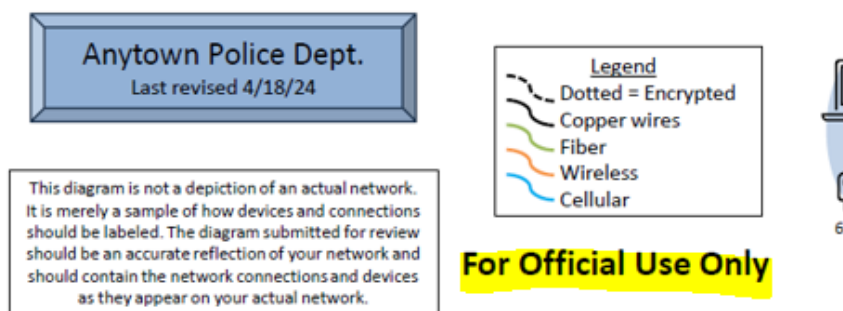 Anytown Police Dept.
Last revised 4/18/24
This diagram is not a depiction of an actual network.
It is merely a sample of how devices and connections
should be labeled. The diagram submitted for review
should be an accurate reflection of your network and
should contain the network connections and devices
as they appear on your actual network.
Legend
Dotted = Encrypted
Copper wires
Fiber
Wireless
Cellular
For Official Use Only
6